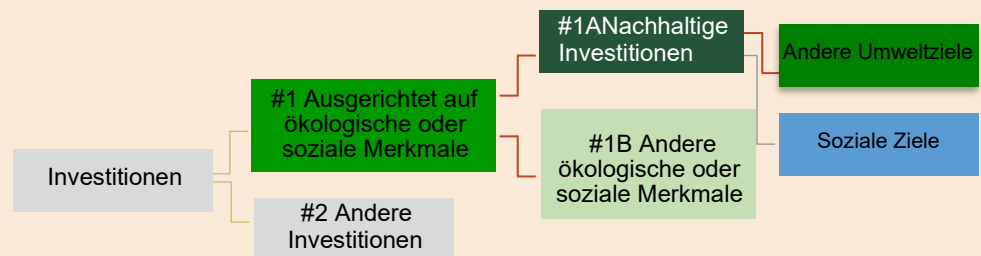 Investitionen
#1 Ausgerichtet auf
ökologische oder
soziale Merkmale
#2 Andere
Investitionen
#1ANachhaltige
Investitionen
#1B Andere
ökologische oder
soziale Merkmale
Andere Umweltziele
Soziale Ziele